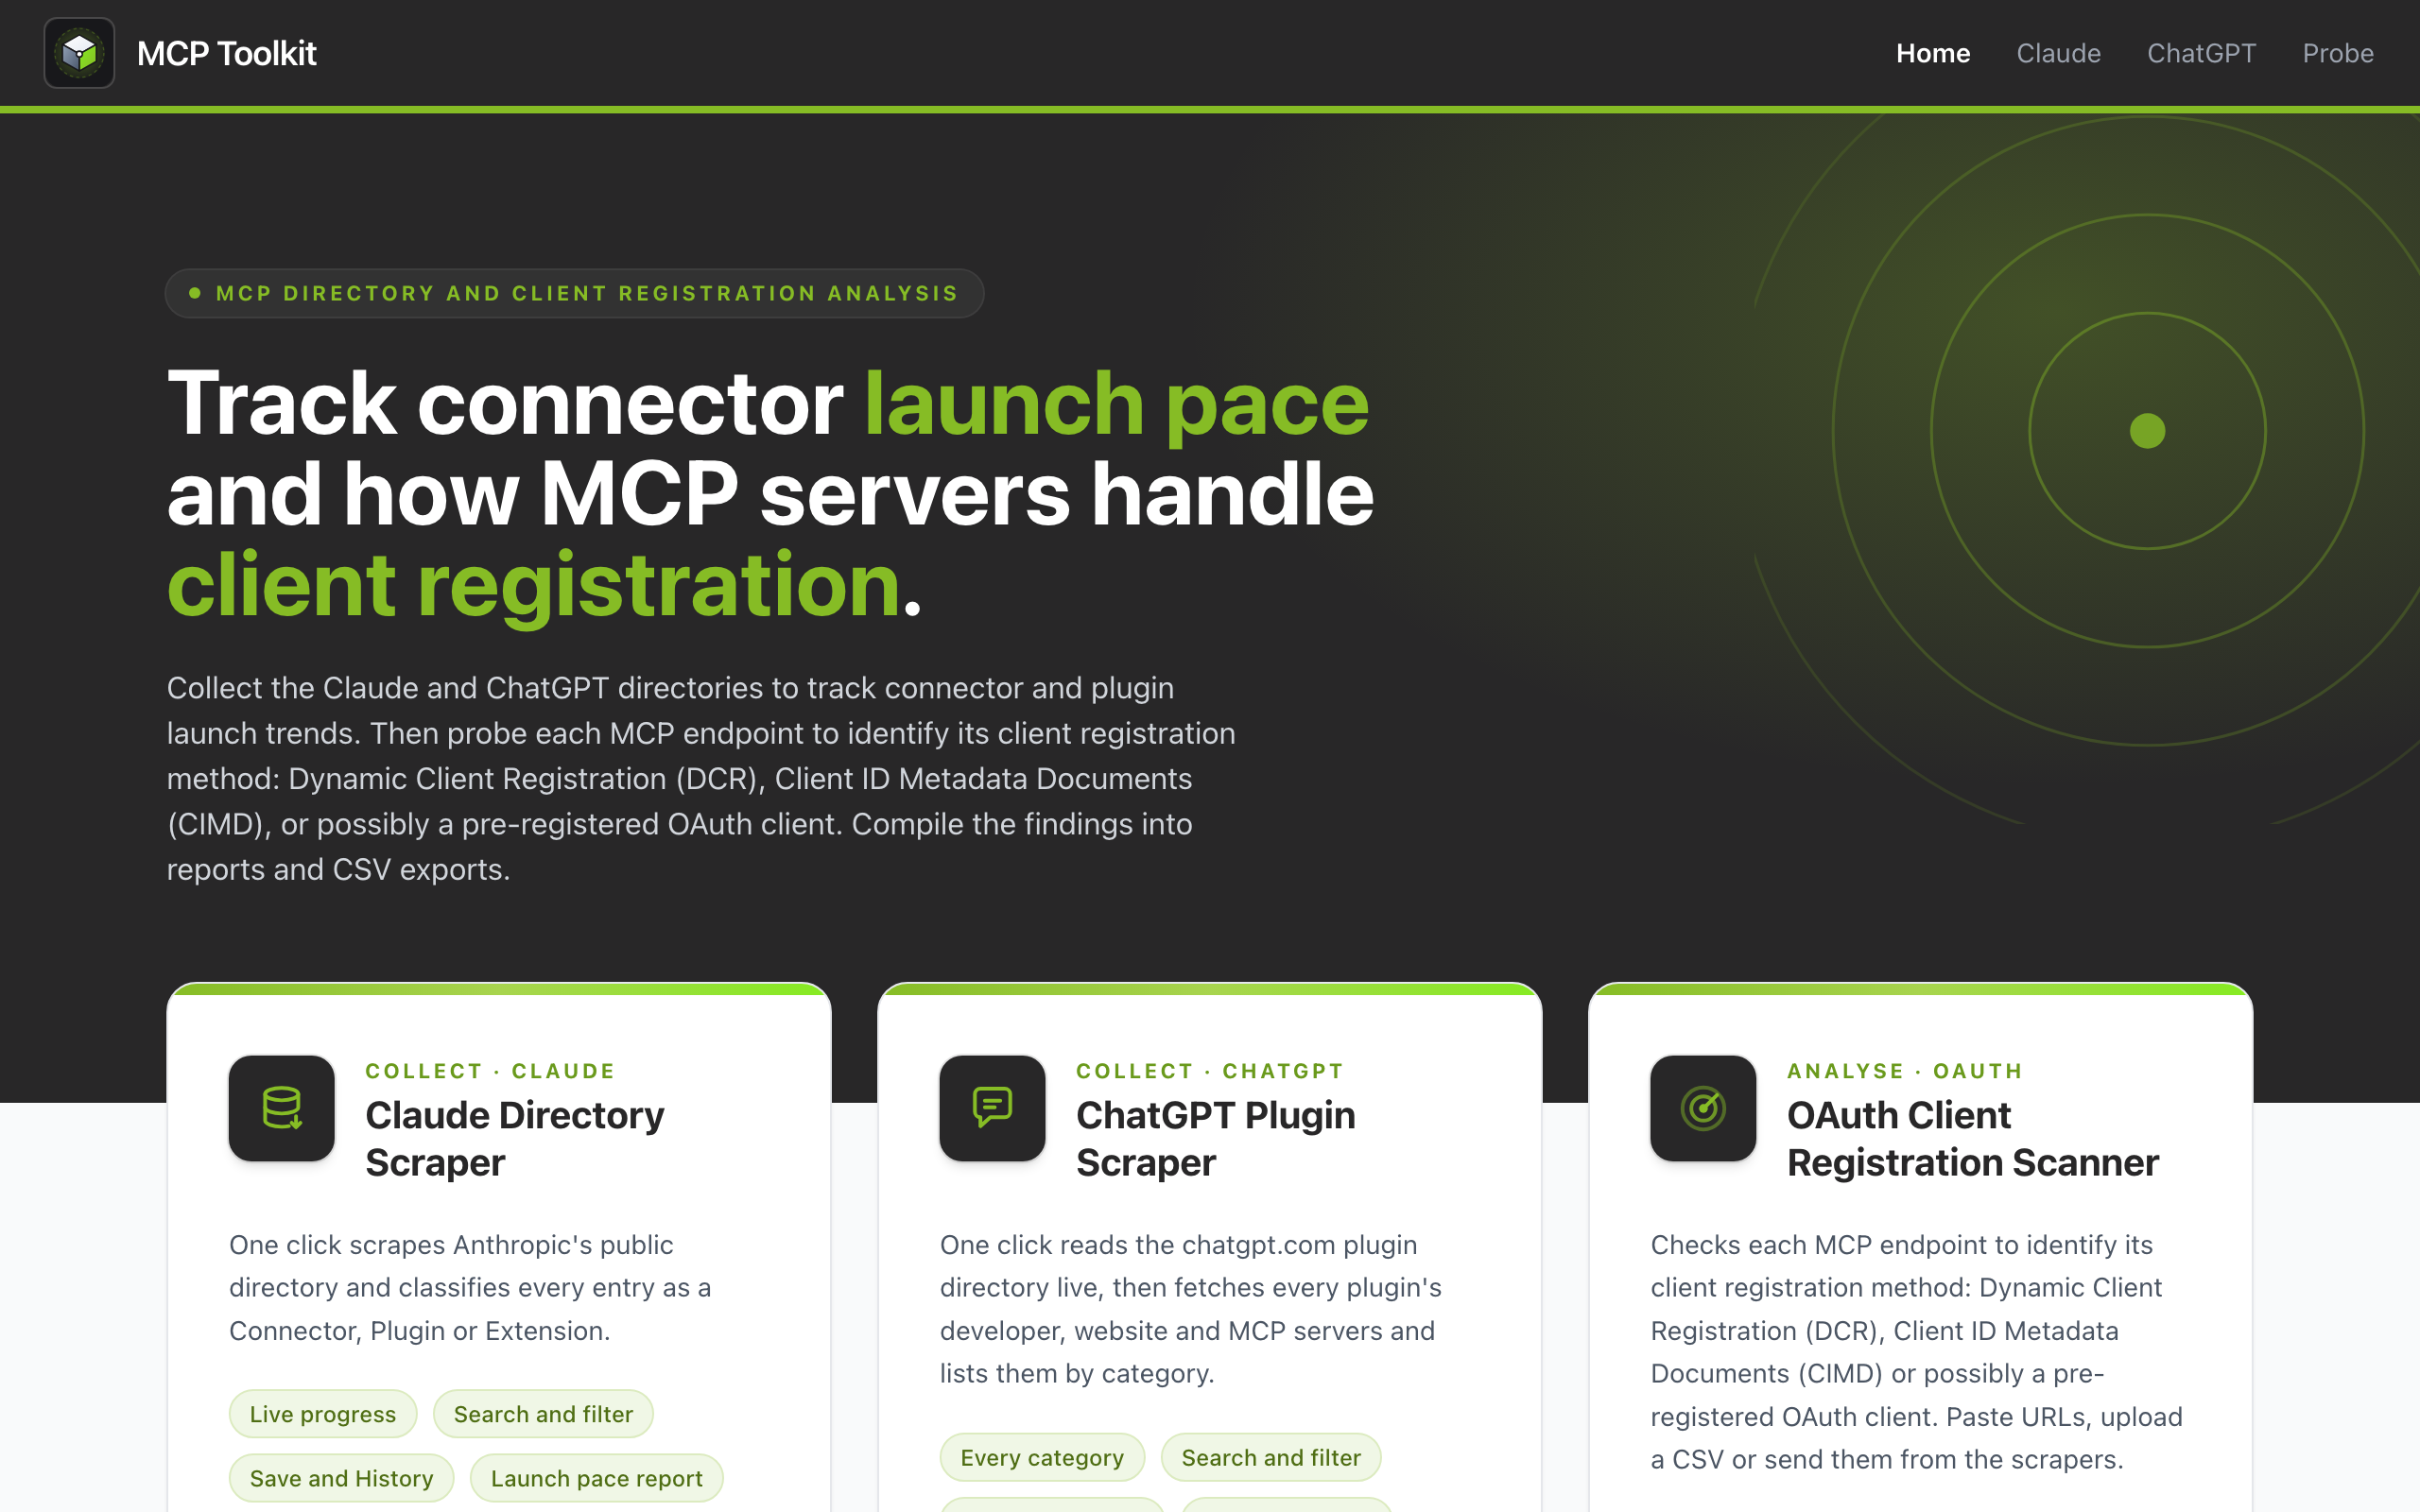 MCP Toolkit
Home
Claude
ChatGPT
Probe
MCP DIRECTORY AND CLIENT REGISTRATION ANALYSIS
Track connector launch pace
and how MCP servers handle
client registration.
Collect the Claude and ChatGPT directories to track connector and plugin
launch trends. Then probe each MCP endpoint to identify its client registration
method: Dynamic Client Registration (DCR), Client ID Metadata Documents
(CIMD), or possibly a pre-registered OAuth client. Compile the findings into
reports and CSV exports.
COLLECT · CLAUDE
Claude Directory
Scraper
One click scrapes Anthropic's public
directory and classifies every entry as a
Connector, Plugin or Extension.
Live progress
Search and filter
Save and History
Launch pace report
COLLECT · CHATGPT
ChatGPT Plugin
Scraper
One click reads the chatgpt.com plugin
directory live, then fetches every plugin's
developer, website and MCP servers and
lists them by category.
Every category
Search and filter
ANALYSE · OAUTH
OAuth Client
Registration Scanner
Checks each MCP endpoint to identify its
client registration method: Dynamic Client
Registration (DCR), Client ID Metadata
Documents (CIMD) or possibly a pre-
registered OAuth client. Paste URLs, upload
a CSV or send them from the scrapers.